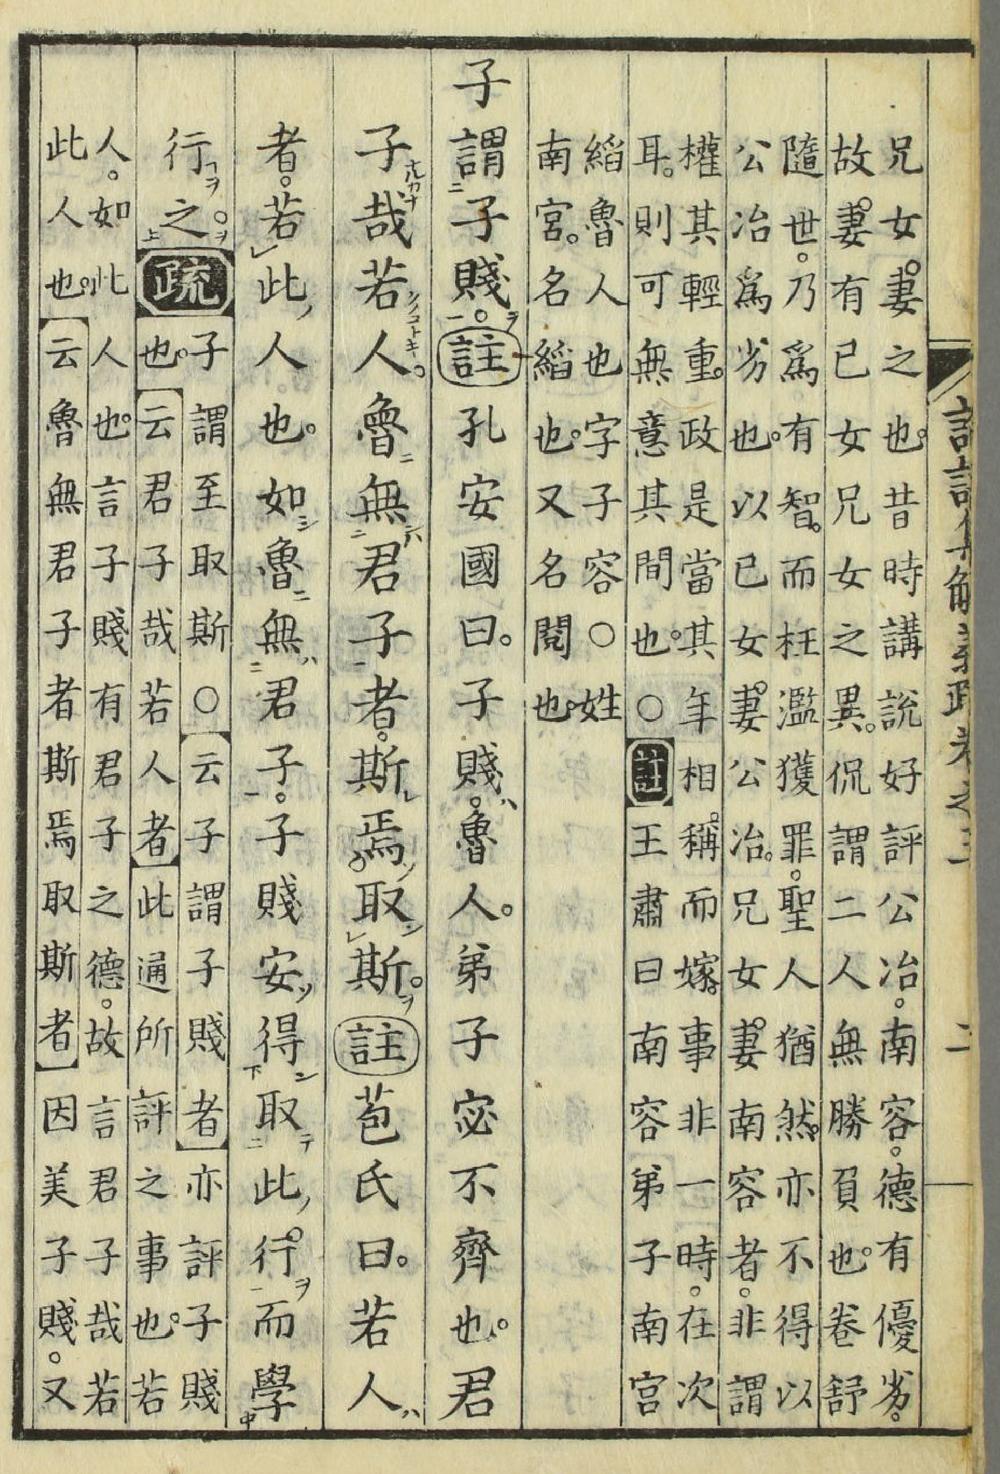 兄女妻之也昔時講說好評公冶南容德有優劣
故妻有已女兄女之異侃謂二人無勝負也卷舒
隨世乃爲有智而枉濫獲罪聖人猶然亦不得以
公冶爲劣也以已女妻公冶兄女妻南容者非謂
權其輕重政是當其年相稱而嫁事非一時在次
耳則可無意其間也○註王肅曰南容弟子南宮
縚魯人也字子容○姓
南宮名縚也又名閱也
子謂子賤註孔安國曰子賤魯人弟子宓不齊也君
子哉若人魯無君子者斯焉取斯註苞氏曰若人
者若此人也如魯無君子子賤安得取此行而學
行之疏
子謂至取斯○云子謂子賤者亦評子賤
也云君子哉若人者此通所評之事也若
人如此人也言子賤有君子之德故言君子哉若
此人也云魯無君子者斯焉取斯者因美子賤又